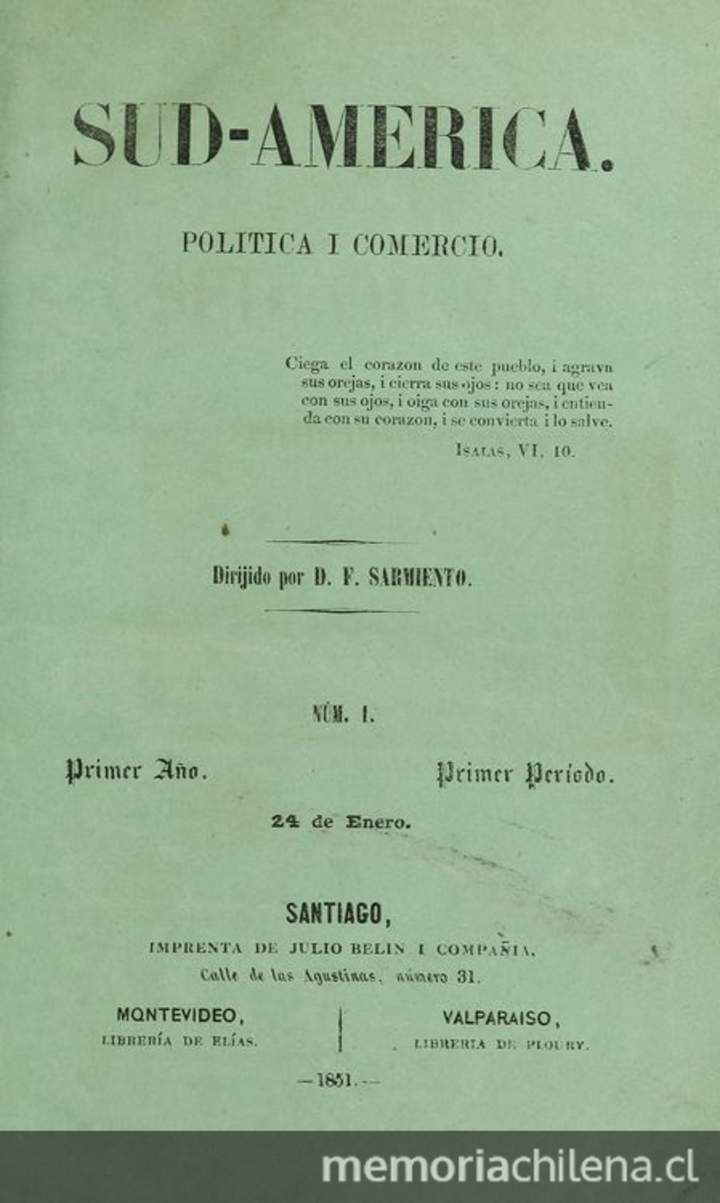 SUD-AMERICA.
POLITICA I COMERCIO.
Ciega el corazon de este pueblo, i agrava
sus orejas, i cierra sus ojos: no sea que vea
con sus ojos, i oiga con sus orejas, i entien-
da con su corazon, i se convierta i lo salve.
ISAIAS, VI, 10.
Dirijido por D. F. SARMIENTO.
NÚM. 1.
Primer Año. Primer Período.
24 de Enero.
SANTIAGO,
IMPRENTA DE JULIO BELIN I COMPAÑIA,
Calle de las Agustinas, número 31.
MONTEVIDEO, VALPARAISO,
LIBRERÍA DE ELÍAS. LIBRERIA DE PLOURY.
—1851.—
memoriachilena.cl